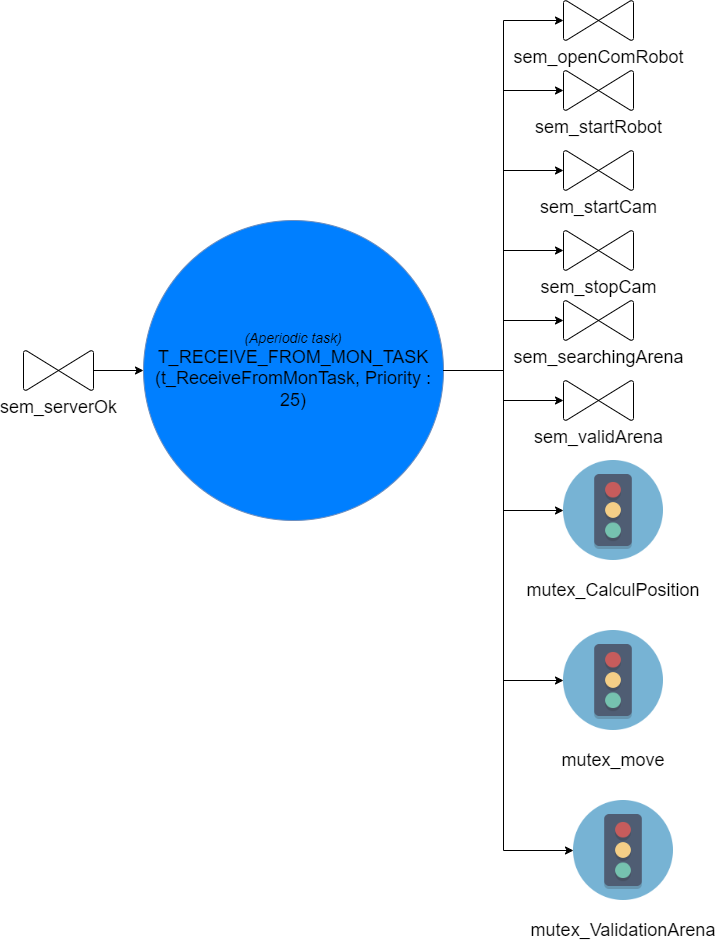 sem_openComRobot
sem_startRobot
sem_startCam
sem_stopCam
(Aperiodic task)
T_RECEIVE_FROM_MON_TASK
(t_ReceiveFromMonTask, Priority :
25)
sem_searchingArena
sem_serverOk
sem_validArena
mutex_CalculPosition
mutex_move
mutex_ValidationArena